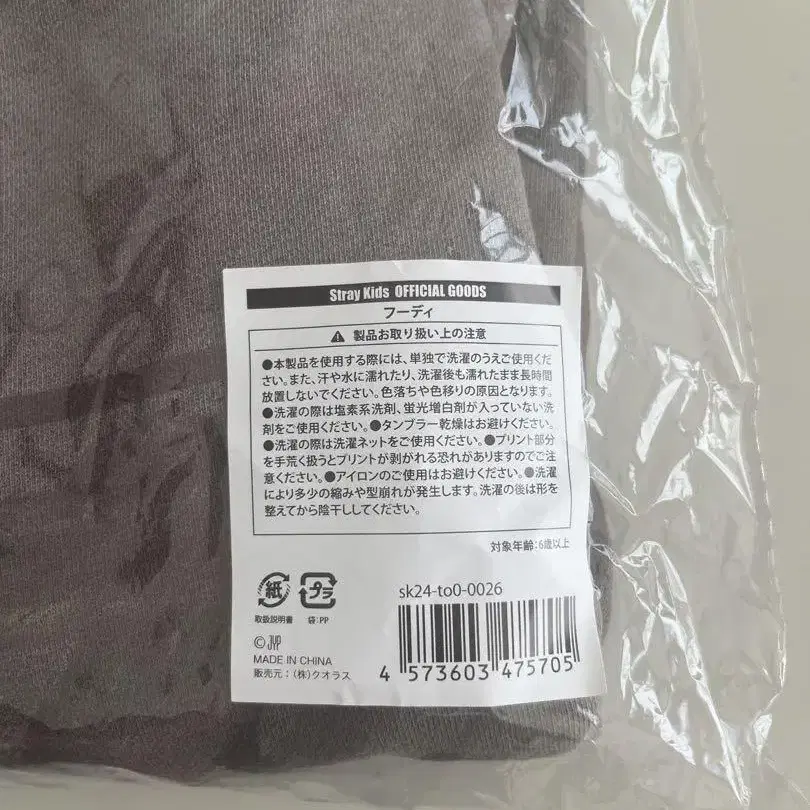 Stray Kids OFFICIAL GOODS
フーディ
⚠ 製品お取り扱い上の注意
●本製品を使用する際には、単独で洗濯のうえご使用くだ
さい。また、汗や水に濡れたり、洗濯後も濡れたまま長時間
放置しないでください。色落ちや色移りの原因となります。
●洗濯の際は塩素系洗剤、蛍光増白剤が入っていない洗
剤をご使用ください。●タンブラー乾燥はお避けください。
●洗濯の際は洗濯ネットをご使用ください。●プリント部分
を手荒く扱うとプリントが剥がれる恐れがありますのでご注
意ください。●アイロンのご使用はお避けください。●洗濯
により多少の縮みや型崩れが発生します。洗濯の後は形を
整えてから陰干ししてください。
対象年齢:6歳以上
紙
プラ
取扱説明書
袋:PP
sk24-to0-0026
©JYP
MADE IN CHINA
販売元:(株)クオラス
4 573603 475705